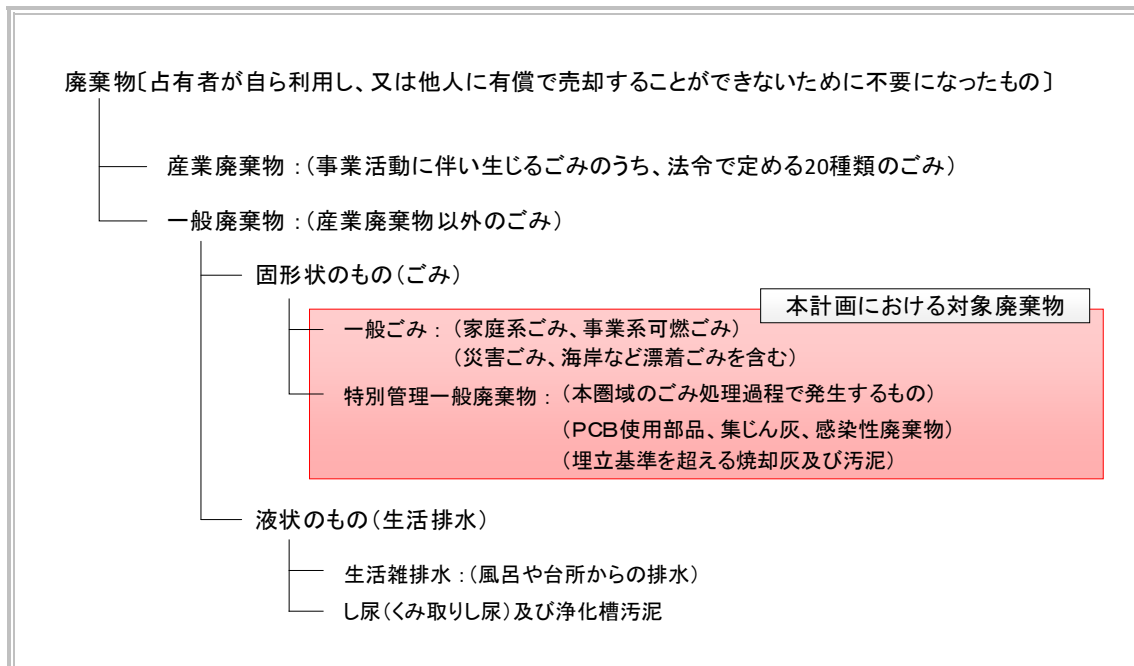 廃棄物〔占有者が自ら利用し、又は他人に有償で売却することができないために不要になったもの〕
産業廃棄物：（事業活動に伴い生じるごみのうち、法令で定める20種類のごみ）
一般廃棄物：（産業廃棄物以外のごみ）
固形状のもの（ごみ）
本計画における対象廃棄物
一般ごみ：（家庭系ごみ、事業系可燃ごみ）
（災害ごみ、海岸など漂着ごみを含む）
特別管理一般廃棄物：（本圏域のごみ処理過程で発生するもの）
（PCB使用部品、集じん灰、感染性廃棄物）
（埋立基準を超える焼却灰及び汚泥）
液状のもの（生活排水）
生活雑排水：（風呂や台所からの排水）
し尿（くみ取りし尿）及び浄化槽汚泥